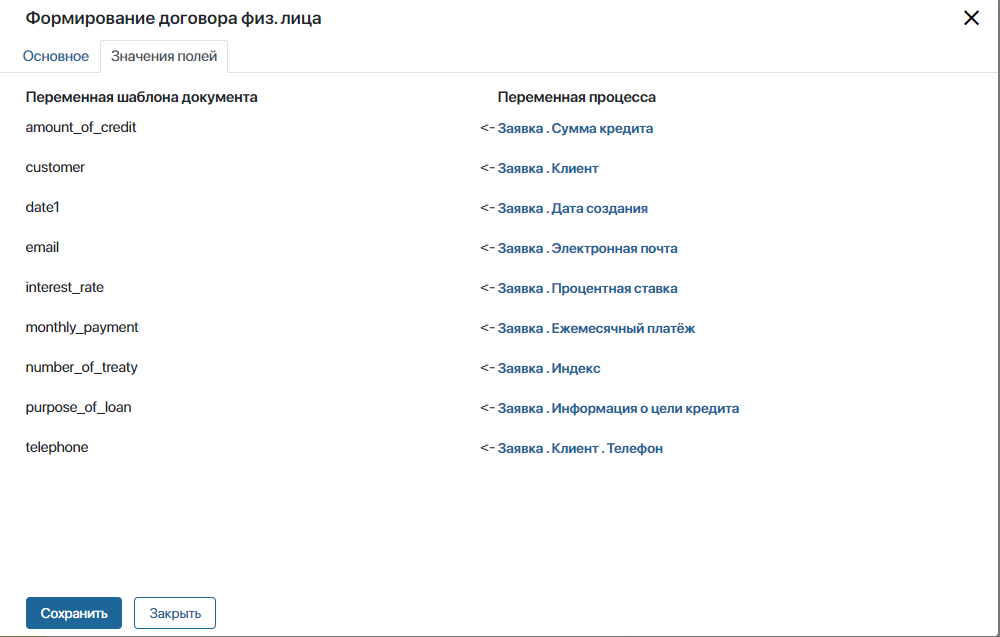 Формирование договора физ. лица
Основное Значения полей
Переменная шаблона документа Переменная процесса
amount_of_credit <- Заявка . Сумма кредита
customer <- Заявка . Клиент
date1 <- Заявка . Дата создания
email <- Заявка . Электронная почта
interest_rate <- Заявка . Процентная ставка
monthly_payment <- Заявка . Ежемесячный платёж
number_of_treaty <- Заявка . Индекс
purpose_of_loan <- Заявка . Информация о цели кредита
telephone <- Заявка . Клиент . Телефон
Сохранить Закрыть